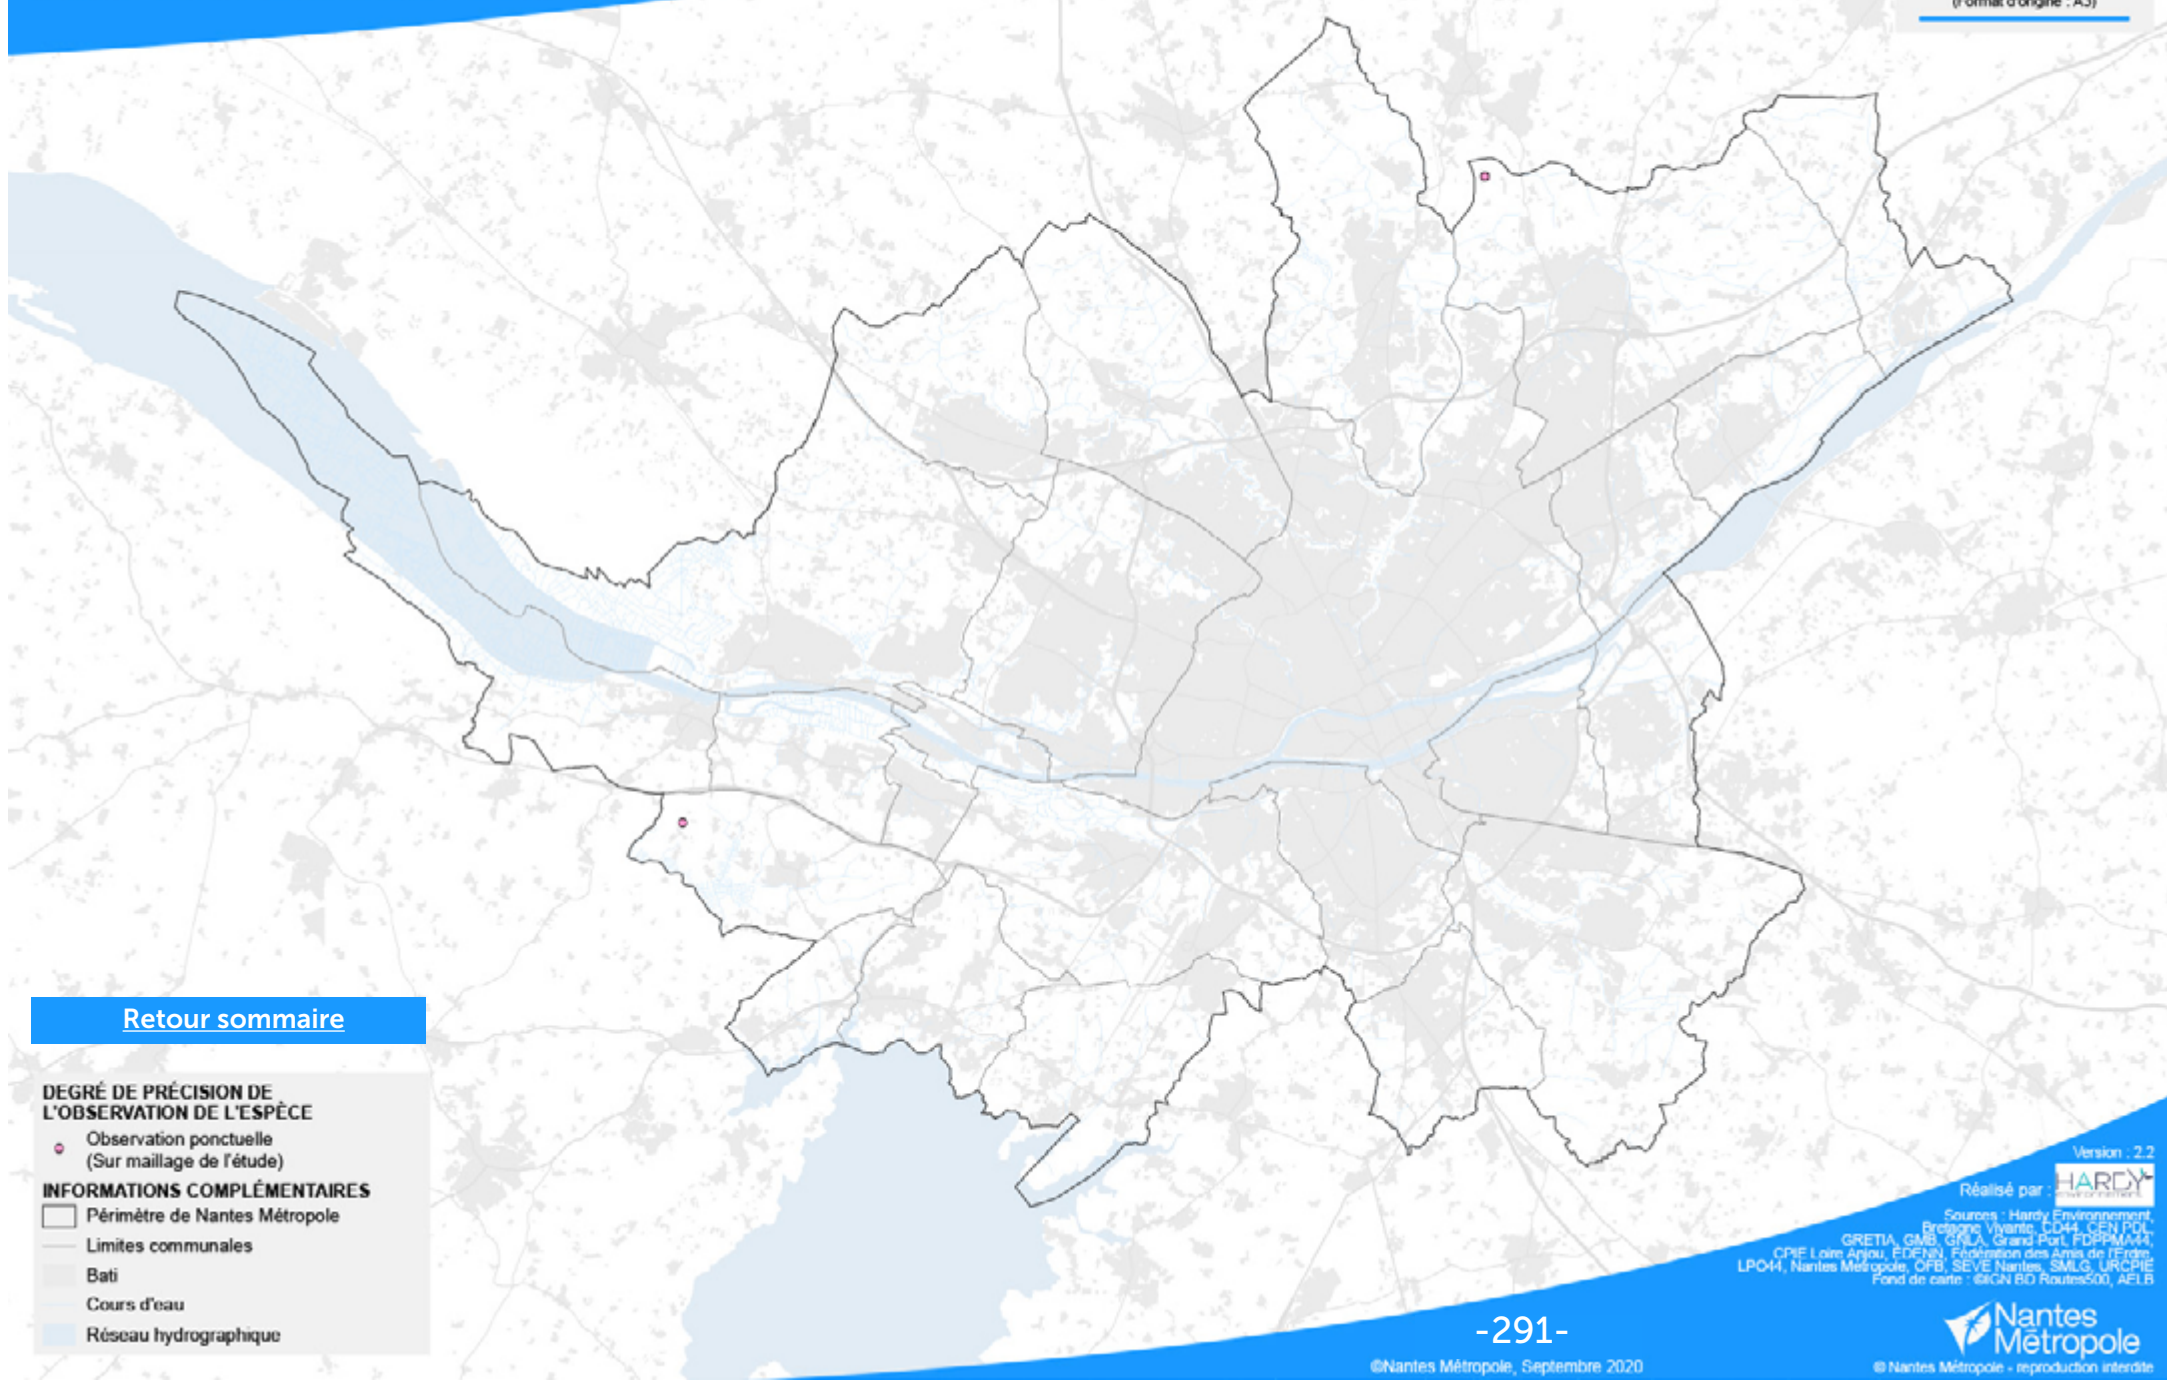 (Format d'origine : A3)
Retour sommaire
DEGRÉ DE PRÉCISION DE
L'OBSERVATION DE L'ESPÈCE
Observation ponctuelle
(Sur maillage de l'étude)
INFORMATIONS COMPLÉMENTAIRES
Périmètre de Nantes Métropole
Limites communales
Bati
Cours d'eau
Réseau hydrographique
Version : 2.2
Réalisé par : HARDY
ENVIRONNEMENT
Sources : Hardy Environnement,
Bretagne Vivante, CD44, CEN PDL,
GRETIA, GMB, GNLA, Grand Port, FDPPMA44,
CPIE Loire Anjou, EDENN, Fédération des Amis de l'Erdre,
LPO44, Nantes Métropole, OFB, SEVE Nantes, SMLG, URCPIE
Fond de carte : ©IGN BD Routes500, AELB
-291-
Nantes
Métropole
©Nantes Métropole, Septembre 2020
© Nantes Métropole - reproduction interdite